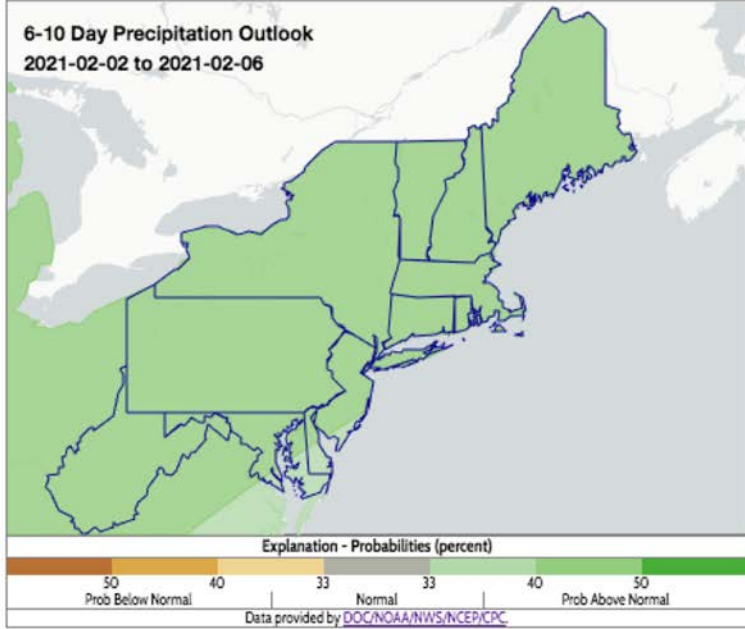 6-10 Day Precipitation Outlook
2021-02-02 to 2021-02-06
Explanation - Probabilities (percent)
50 40 33 33 40 50
Prob Below Normal Normal Prob Above Normal
Data provided by DOC/NOAA/NWS/NCEP/CPC.